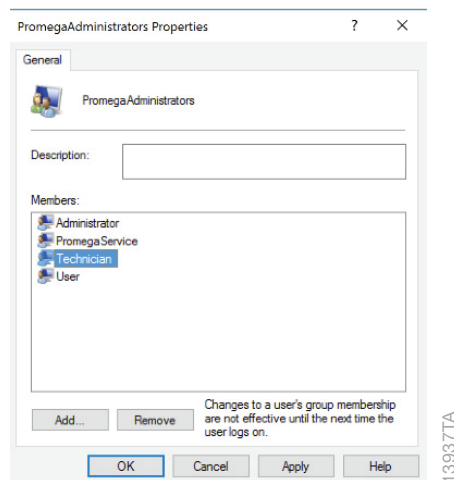 PromegaAdministrators Properties ? ×
General
PromegaAdministrators
Description:
Members:
Administrator
PromegaService
Technician
User
Add... Remove
Changes to a user's group membership
are not effective until the next time the
user logs on.
OK Cancel Apply Help
13937TA